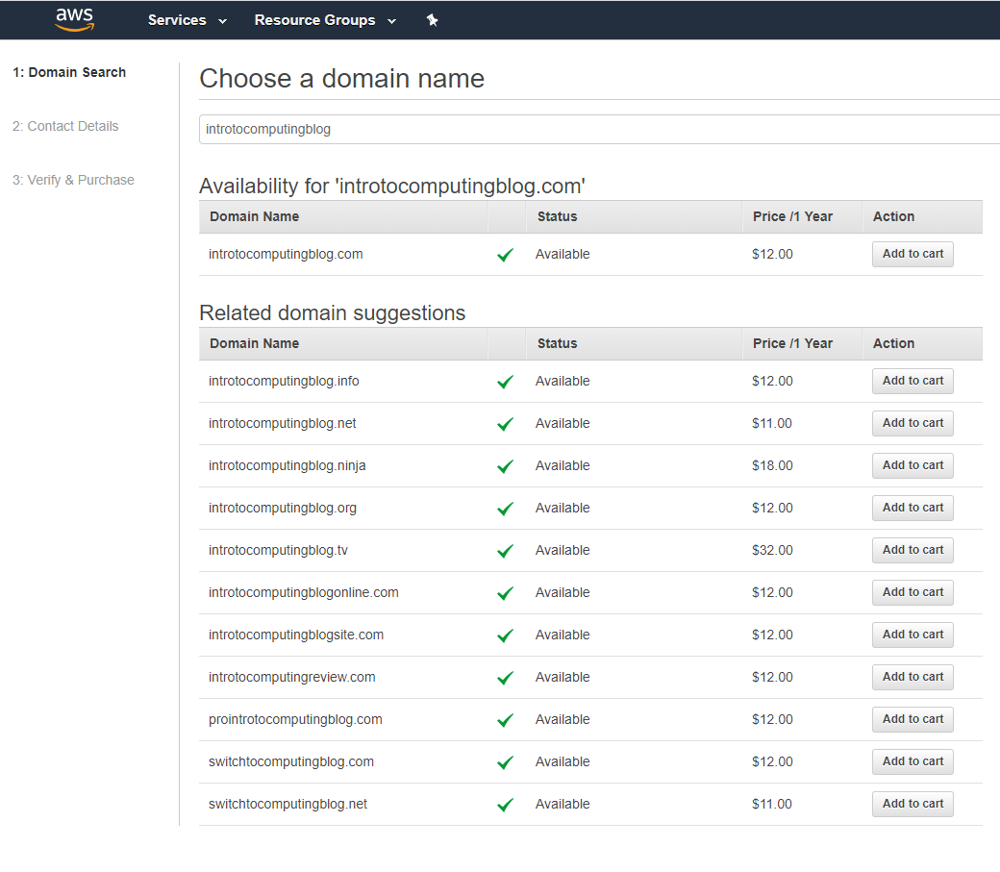 aws Services Resource Groups
1: Domain Search
2: Contact Details
3: Verify & Purchase
Choose a domain name
introtocomputingblog
Availability for 'introtocomputingblog.com'
Domain Name Status Price /1 Year Action
introtocomputingblog.com Available $12.00 Add to cart
Related domain suggestions
Domain Name Status Price /1 Year Action
introtocomputingblog.info Available $12.00 Add to cart
introtocomputingblog.net Available $11.00 Add to cart
introtocomputingblog.ninja Available $18.00 Add to cart
introtocomputingblog.org Available $12.00 Add to cart
introtocomputingblog.tv Available $32.00 Add to cart
introtocomputingblogonline.com Available $12.00 Add to cart
introtocomputingblogsite.com Available $12.00 Add to cart
introtocomputingreview.com Available $12.00 Add to cart
prointrotocomputingblog.com Available $12.00 Add to cart
switchtocomputingblog.com Available $12.00 Add to cart
switchtocomputingblog.net Available $11.00 Add to cart